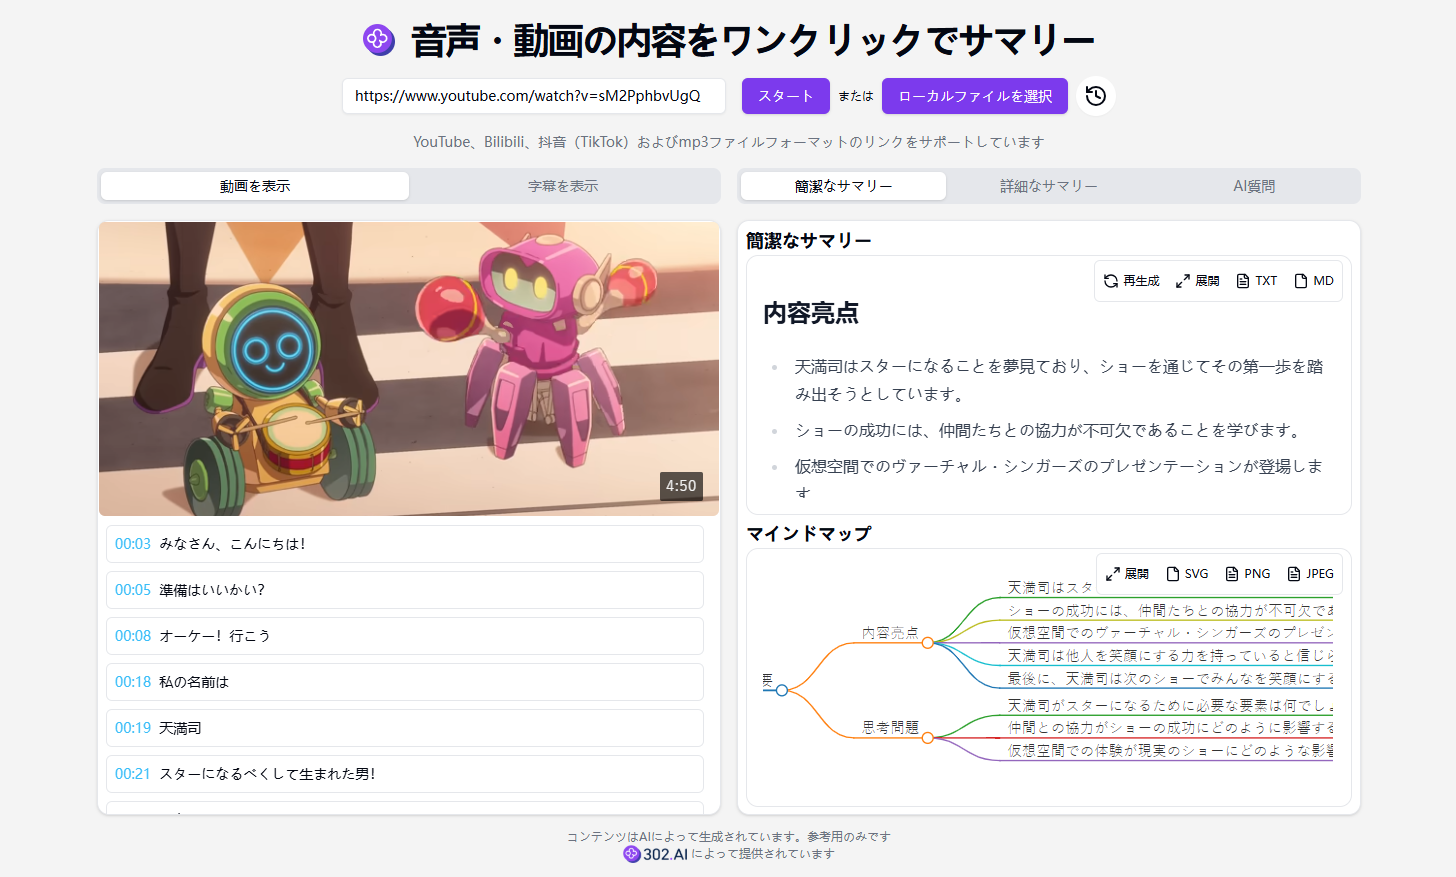 音声・動画の内容をワンクリックでサマリー
https://www.youtube.com/watch?v=sM2PphbvUgQ
スタート
または
ローカルファイルを選択
YouTube、Bilibili、抖音（TikTok）およびmp3ファイルフォーマットのリンクをサポートしています
動画を表示
字幕を表示
簡潔なサマリー
詳細なサマリー
AI質問
4:50
00:03 みなさん、こんにちは！
00:05 準備はいいかい？
00:08 オーケー！行こう
00:18 私の名前は
00:19 天満司
00:21 スターになるべくして生まれた男！
簡潔なサマリー
再生成
展開
TXT
MD
内容亮点
天満司はスターになることを夢見ており、ショーを通じてその第一歩を踏
み出そうとしています。
ショーの成功には、仲間たちとの協力が不可欠であることを学びます。
仮想空間でのヴァーチャル・シンガーズのプレゼンテーションが登場しま
す
マインドマップ
展開
SVG
PNG
JPEG
天満司はスタ
ショーの成功には、仲間たちとの協力が不可欠であ
内容亮点
仮想空間でのヴァーチャル・シンガーズのプレゼン
天満司は他人を笑顔にする力を持っていると信じら
最後に、天満司は次のショーでみんなを笑顔にする
要
天満司がスターになるために必要な要素は何でしょ
思考問題
仲間との協力がショーの成功にどのように影響する
仮想空間での体験が現実のショーにどのような影響
コンテンツはAIによって生成されています。参考用のみです
302.AI によって提供されています